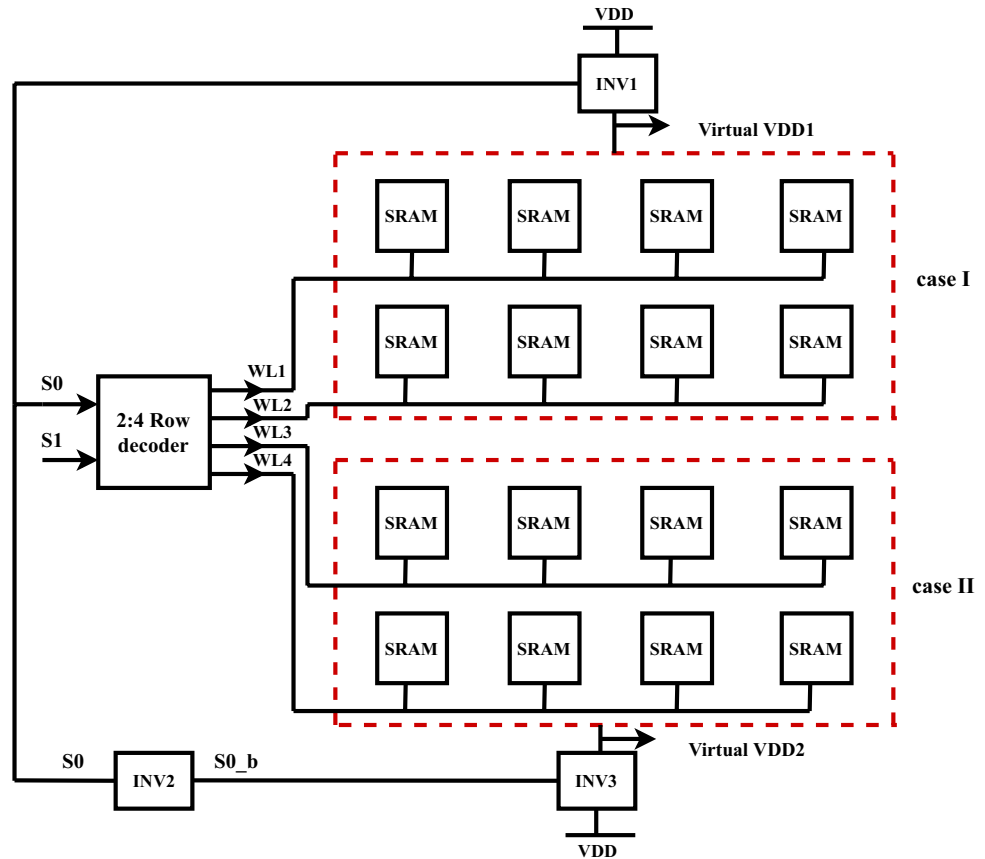 VDD
INV1
Virtual VDD1
SRAM SRAM SRAM SRAM
case I
SRAM SRAM SRAM SRAM
S0
S1
2:4 Row
decoder
WL1
WL2
WL3
WL4
SRAM SRAM SRAM SRAM
case II
SRAM SRAM SRAM SRAM
Virtual VDD2
S0
INV2
S0_b
INV3
VDD